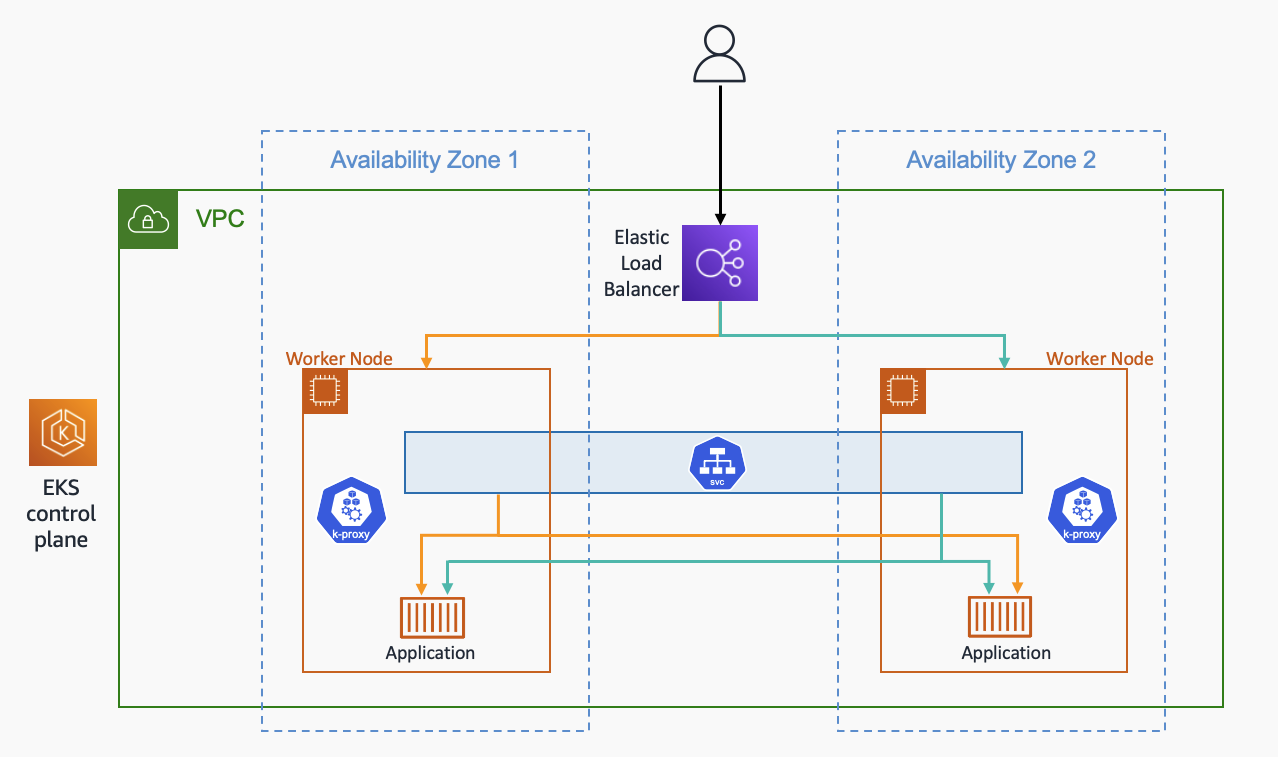 Availability Zone 1
Availability Zone 2
VPC
Elastic
Load
Balancer
Worker Node
Worker Node
K
svc
EKS
control
plane
k-proxy
k-proxy
Application
Application